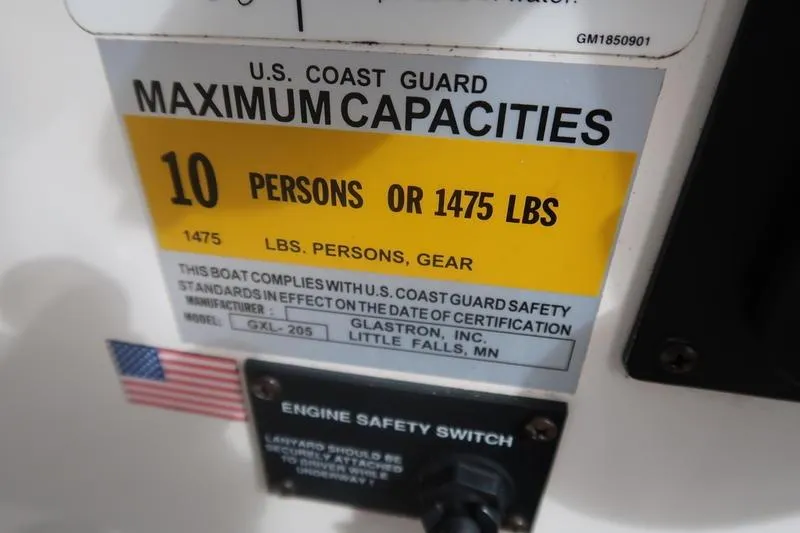 water.
GM1850901
U.S. COAST GUARD
MAXIMUM CAPACITIES
10 PERSONS OR 1475 LBS
1475 LBS. PERSONS, GEAR
THIS BOAT COMPLIES WITH U.S. COAST GUARD SAFETY
STANDARDS IN EFFECT ON THE DATE OF CERTIFICATION
MANUFACTURER : GLASTRON, INC.
MODEL: GXL- 205 LITTLE FALLS, MN
ENGINE SAFETY SWITCH
LANYARD SHOULD BE
SECURELY ATTACHED
TO DRIVER WHILE
UNDERWAY !